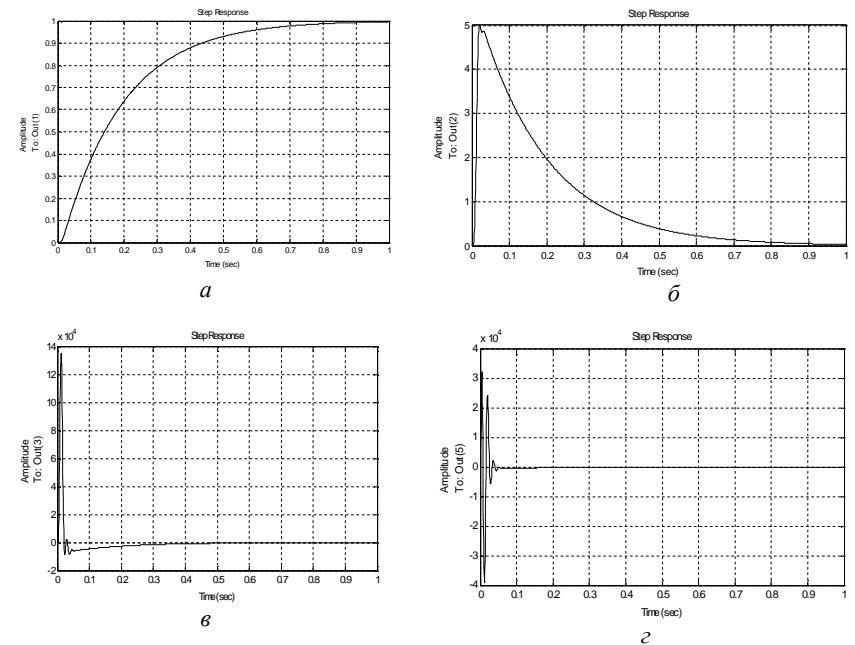 Step Response
1
0.9
0.8
0.7
0.6
0.5
0.4
0.3
0.2
0.1
0
0 0.1 0.2 0.3 0.4 0.5 0.6 0.7 0.8 0.9 1
Amplitude
To: Out(1)
Time (sec)
а
Step Response
5
4
3
2
1
0
0 0.1 0.2 0.3 0.4 0.5 0.6 0.7 0.8 0.9 1
Amplitude
To: Out(2)
Time (sec)
б
x 10^4
Step Response
14
12
10
8
6
4
2
0
-2
0 0.1 0.2 0.3 0.4 0.5 0.6 0.7 0.8 0.9 1
Amplitude
To: Out(3)
Time (sec)
в
x 10^4
Step Response
4
3
2
1
0
-1
-2
-3
-4
0 0.1 0.2 0.3 0.4 0.5 0.6 0.7 0.8 0.9 1
Amplitude
To: Out(5)
Time (sec)
г